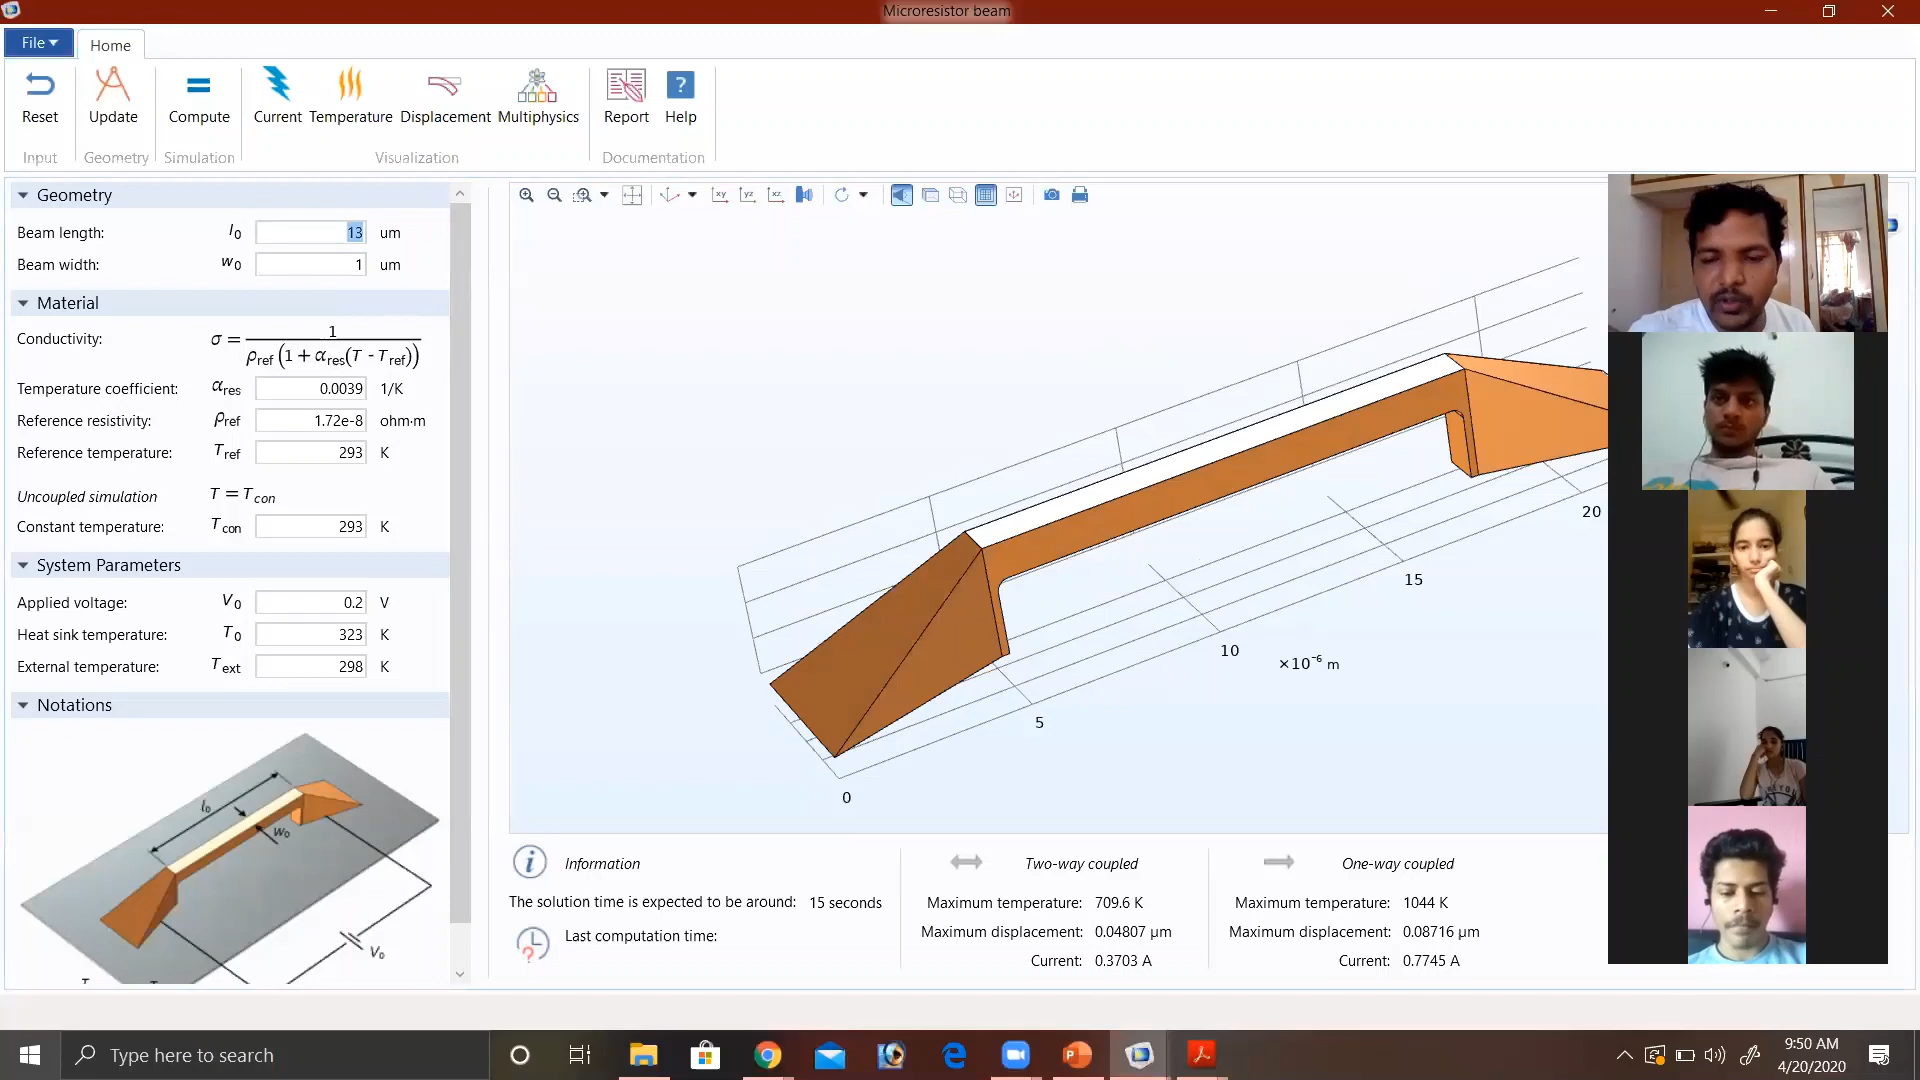 Microresistor beam
File
Home
Reset
Update
Compute
Current
Temperature
Displacement
Multiphysics
Report
Help
Input
Geometry
Simulation
Visualization
Documentation
Geometry
Beam length: l0 13 um
Beam width: w0 1 um
Material
Conductivity: σ = 1 / ρref (1 + αres(T - Tref))
Temperature coefficient: αres 0.0039 1/K
Reference resistivity: ρref 1.72e-8 ohm·m
Reference temperature: Tref 293 K
Uncoupled simulation T = Tcon
Constant temperature: Tcon 293 K
System Parameters
Applied voltage: V0 0.2 V
Heat sink temperature: T0 323 K
External temperature: Text 298 K
Notations
l0
w0
V0
xy
yz
xz
20
15
10
×10⁻⁶ m
5
0
Information
The solution time is expected to be around: 15 seconds
Last computation time:
Two-way coupled
Maximum temperature: 709.6 K
Maximum displacement: 0.04807 µm
Current: 0.3703 A
One-way coupled
Maximum temperature: 1044 K
Maximum displacement: 0.08716 µm
Current: 0.7745 A
Type here to search
9:50 AM
4/20/2020